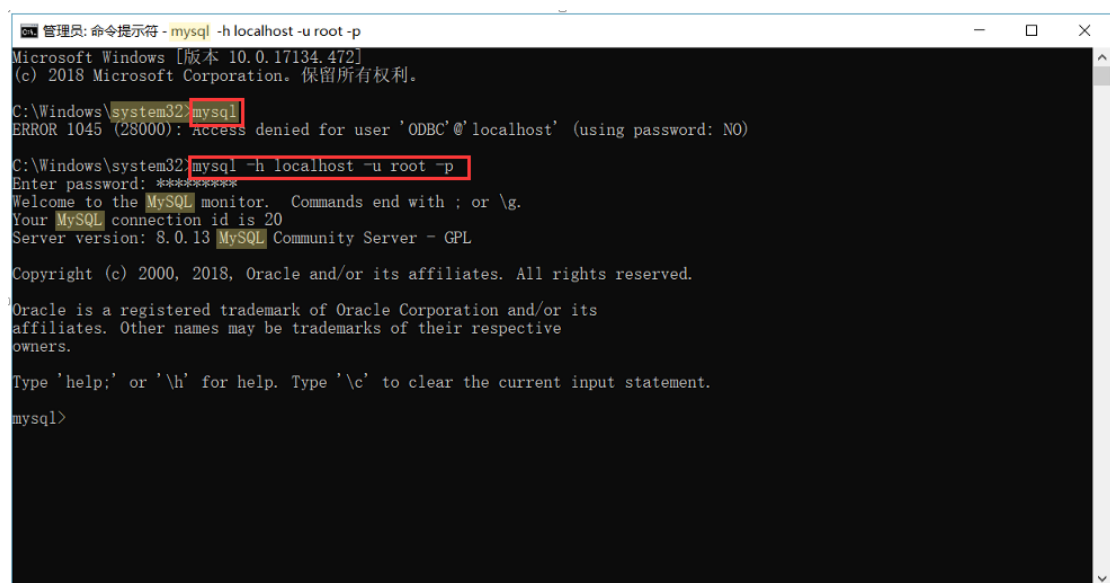 管理员: 命令提示符 - mysql -h localhost -u root -p
Microsoft Windows [版本 10.0.17134.472]
(c) 2018 Microsoft Corporation。保留所有权利。
C:\Windows\system32>mysql
ERROR 1045 (28000): Access denied for user 'ODBC'@'localhost' (using password: NO)
C:\Windows\system32>mysql -h localhost -u root -p
Enter password: *********
Welcome to the MySQL monitor.  Commands end with ; or \g.
Your MySQL connection id is 20
Server version: 8.0.13 MySQL Community Server - GPL
Copyright (c) 2000, 2018, Oracle and/or its affiliates. All rights reserved.
Oracle is a registered trademark of Oracle Corporation and/or its
affiliates. Other names may be trademarks of their respective
owners.
Type 'help;' or '\h' for help. Type '\c' to clear the current input statement.
mysql>